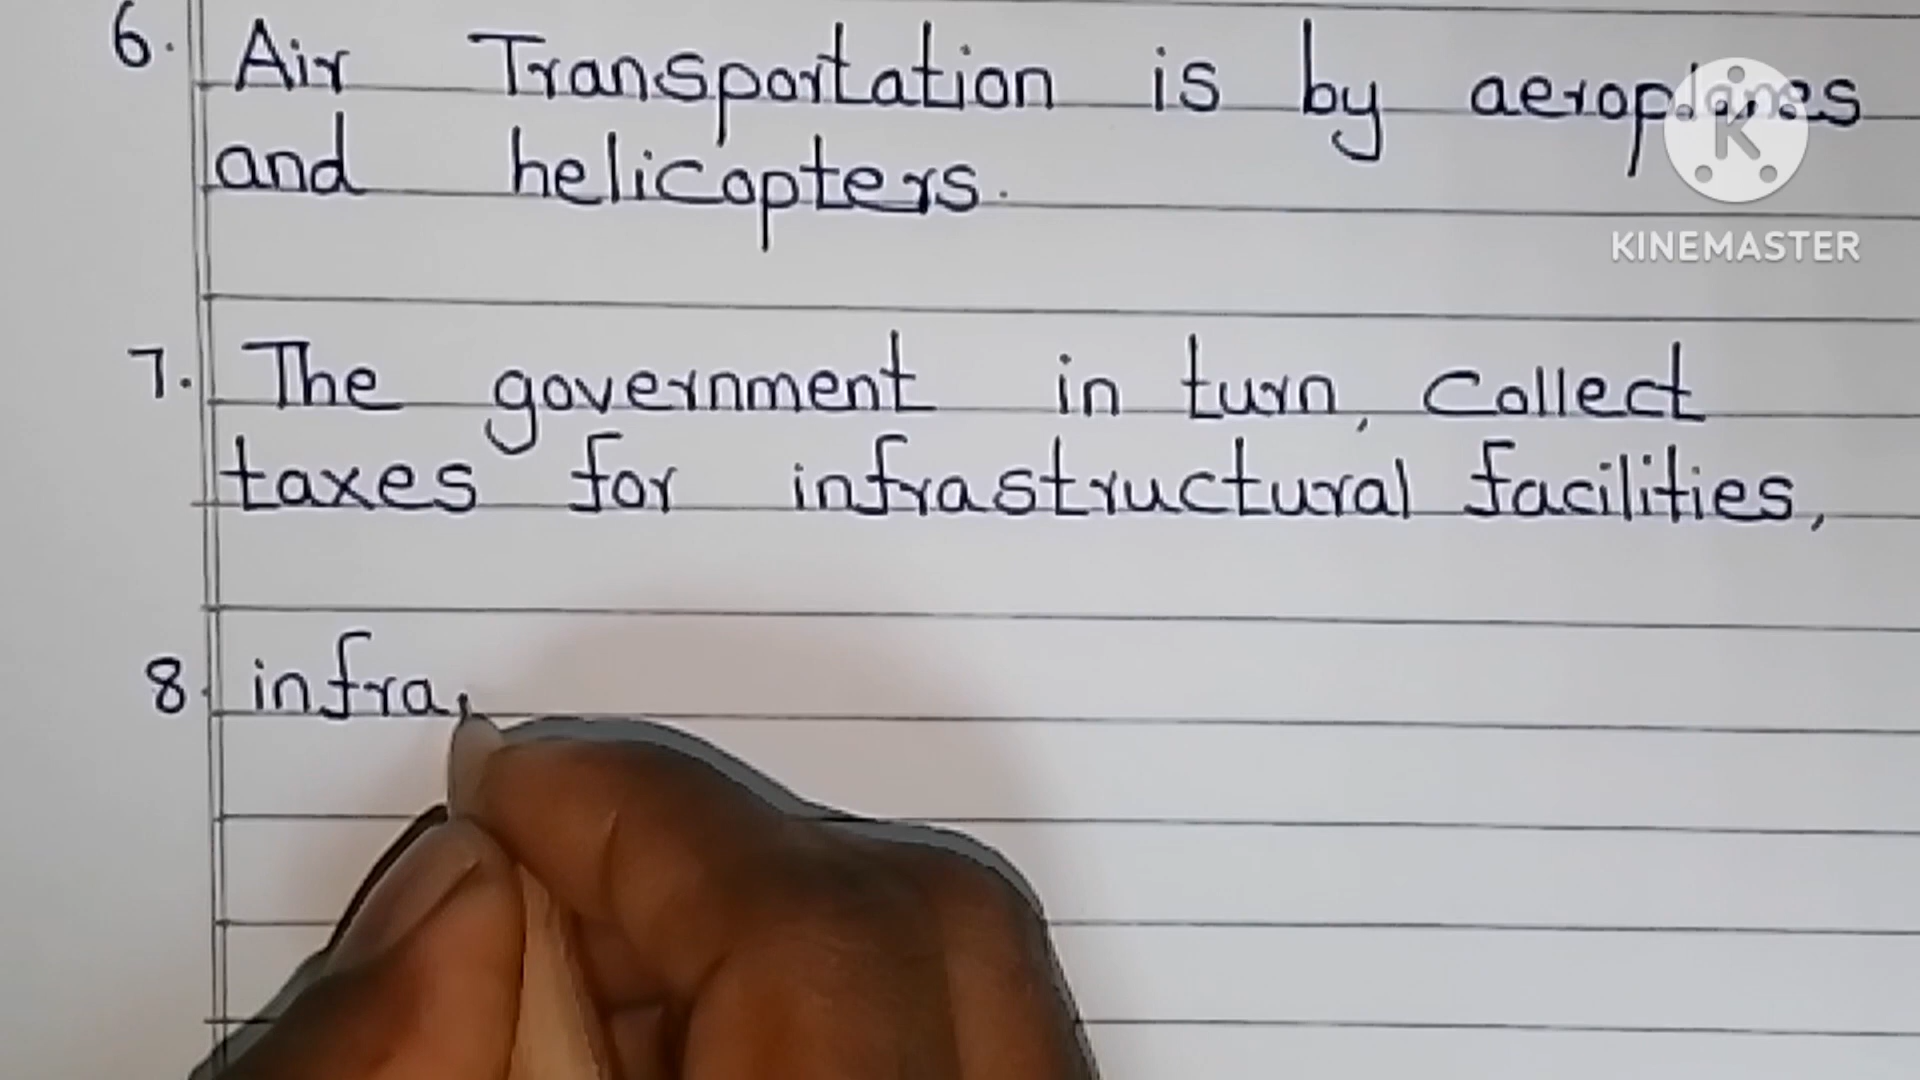 6. Air Transportation is by aeroplanes
and helicopters.
KINEMASTER
7. The government in turn, collect
taxes for infrastructural facilities,
8. infra